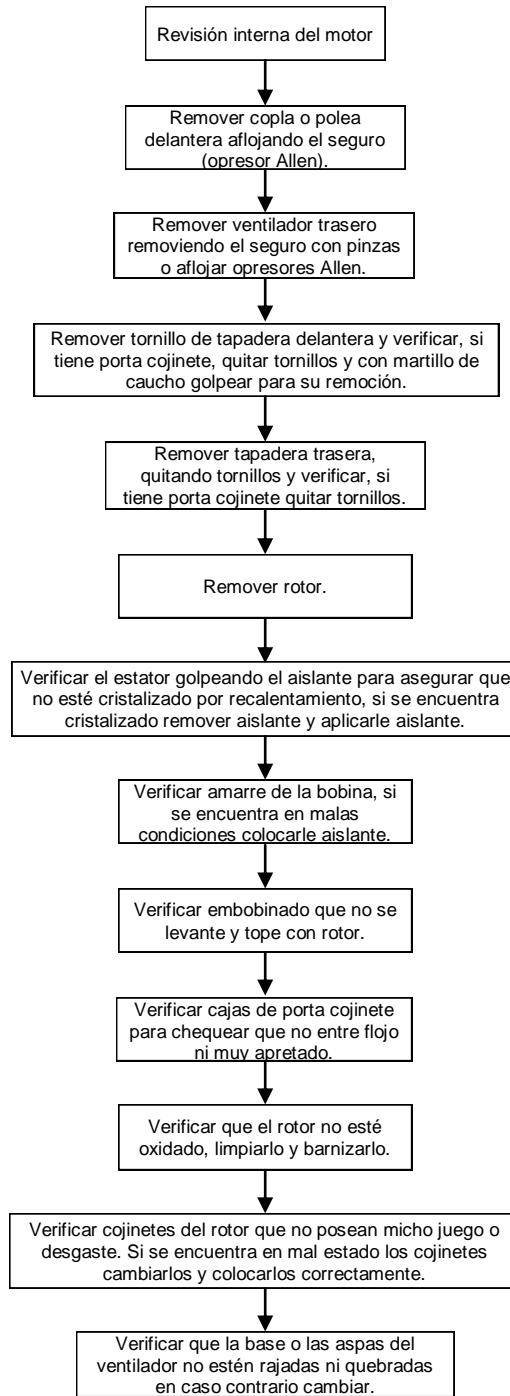 Revisión interna del motor
Remover copla o polea
delantera aflojando el seguro
(opresor Allen).
Remover ventilador trasero
removiendo el seguro con pinzas
o aflojar opresores Allen.
Remover tornillo de tapadera delantera y verificar, si
tiene porta cojinete, quitar tornillos y con martillo de
caucho golpear para su remoción.
Remover tapadera trasera,
quitando tornillos y verificar, si
tiene porta cojinete quitar tornillos.
Remover rotor.
Verificar el estator golpeando el aislante para asegurar que
no esté cristalizado por recalentamiento, si se encuentra
cristalizado remover aislante y aplicarle aislante.
Verificar amarre de la bobina, si
se encuentra en malas
condiciones colocarle aislante.
Verificar embobinado que no se
levante y tope con rotor.
Verificar cajas de porta cojinete
para chequear que no entre flojo
ni muy apretado.
Verificar que el rotor no esté
oxidado, limpiarlo y barnizarlo.
Verificar cojinetes del rotor que no posean micho juego o
desgaste. Si se encuentra en mal estado los cojinetes
cambiarlos y colocarlos correctamente.
Verificar que la base o las aspas del
ventilador no estén rajadas ni quebradas
en caso contrario cambiar.